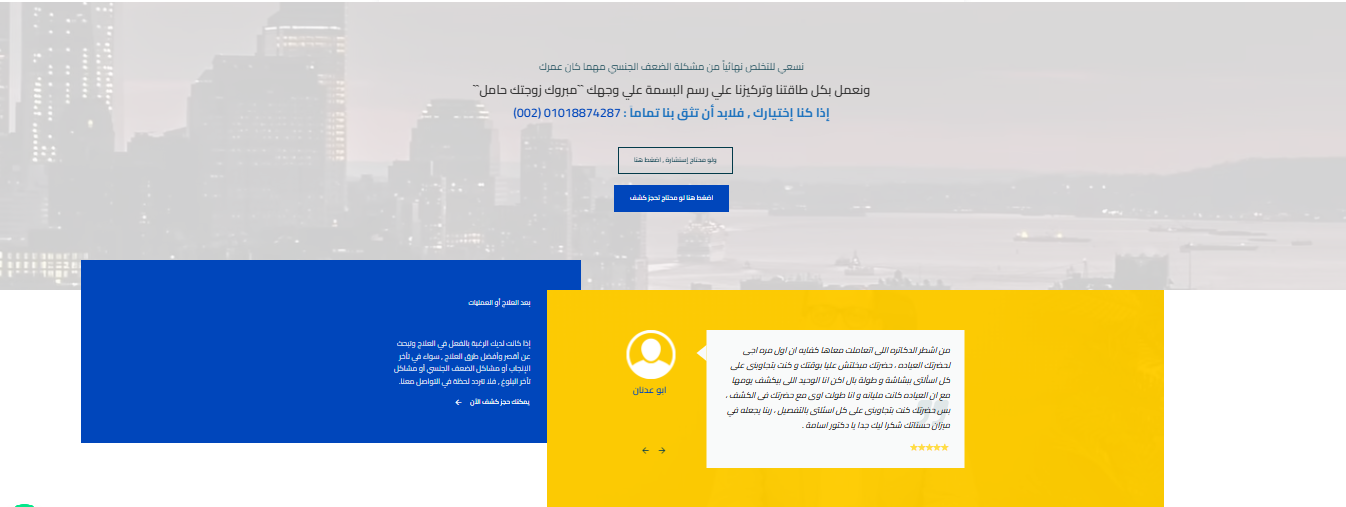 نسعي للتخلص نهائياً من مشكلة الضعف الجنسي مهما كان عمرك
ونعمل بكل طاقتنا وتركيزنا علي رسم البسمة علي وجهك ``مبروك زوجتك حامل``
إذا كنا إختيارك , فلابد أن تثق بنا تماما : 01018874287 (002)
ولو محتاج إستشارة , اضغط هنا
اضغط هنا لو محتاج تحجز كشف
بعد العلاج أو العمليات
إذا كانت لديك الرغبة بالفعل في العلاج وتبحث
عن أقصر وأفضل طرق العلاج , سواء في تأخر
الإنجاب أو مشاكل الضعف الجنسي أو مشاكل
تأخر البلوغ , فلا تتردد لحظة في التواصل معنا.
يمكنك حجز كشف الأن
من اشطر الدكاتره اللى اتعاملت معاها كفايه ان اول مره اجى
لحضرتك العياده ، حضرتك مبخلتش عليا بوقتك و كنت بتجاوبنى على
كل اسألتى ببشاشة و طولة بال اكن انا الوحيد اللى بيكشف يومها
مع ان العياده كانت مليانه و انا طولت اوى مع حضرتك فى الكشف ،
بس حضرتك كنت بتجاوبنى على كل اسئلتى بالتفصيل ، ربنا يجعله في
ميزان حسناتك شكرا ليك جدا يا دكتور اسامة .
ابو عدنان